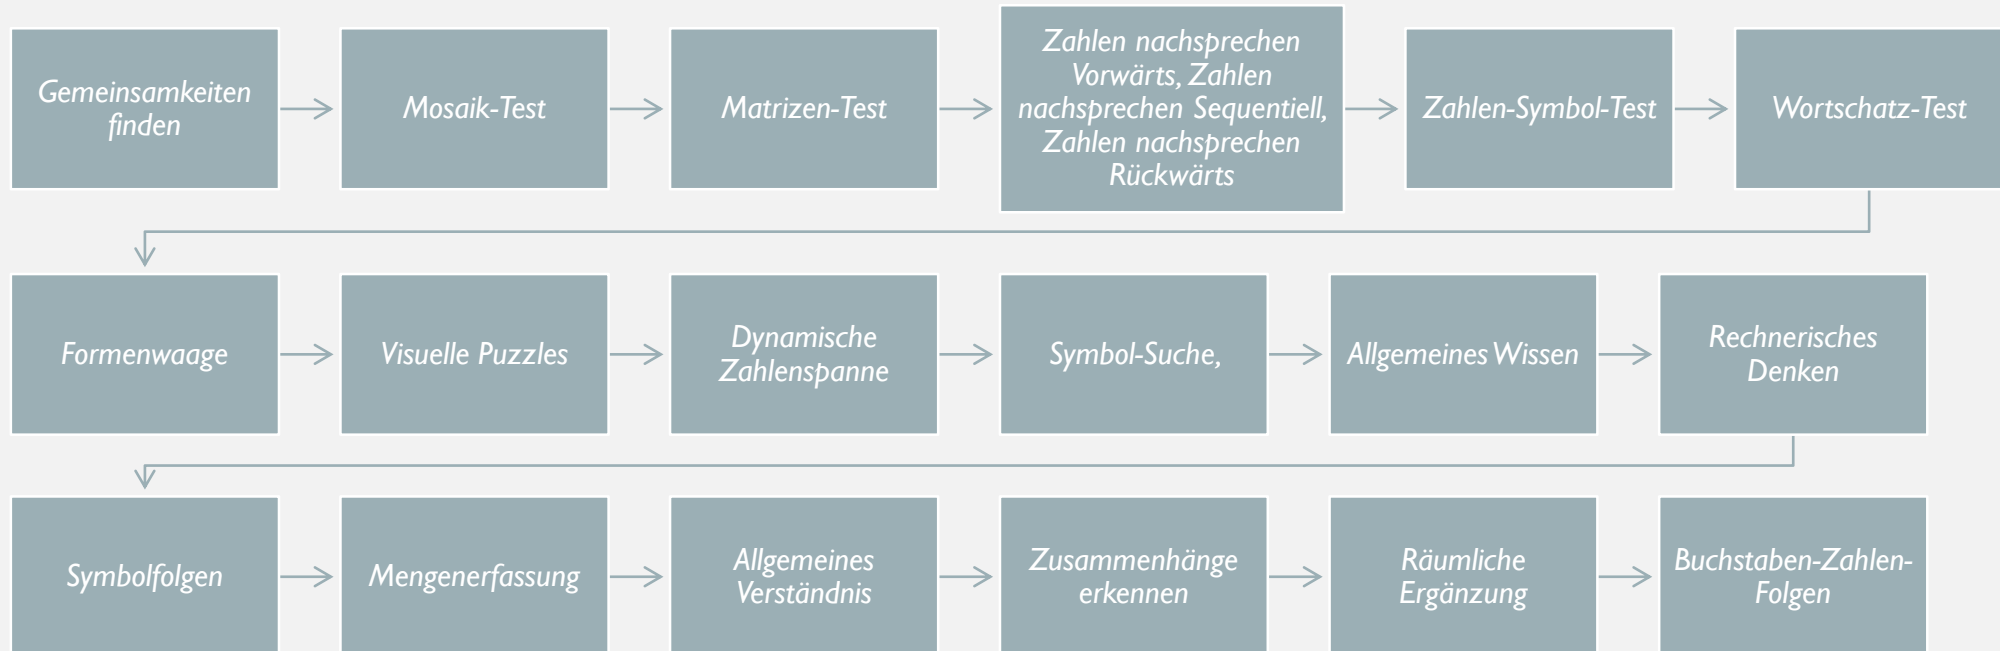 Gemeinsamkeiten
finden
Mosaik-Test
Matrizen-Test
Zahlen nachsprechen
Vorwärts, Zahlen
nachsprechen Sequentiell,
Zahlen nachsprechen
Rückwärts
Zahlen-Symbol-Test
Wortschatz-Test
Formenwaage
Visuelle Puzzles
Dynamische
Zahlenspanne
Symbol-Suche,
Allgemeines Wissen
Rechnerisches
Denken
Symbolfolgen
Mengenerfassung
Allgemeines
Verständnis
Zusammenhänge
erkennen
Räumliche
Ergänzung
Buchstaben-Zahlen-
Folgen